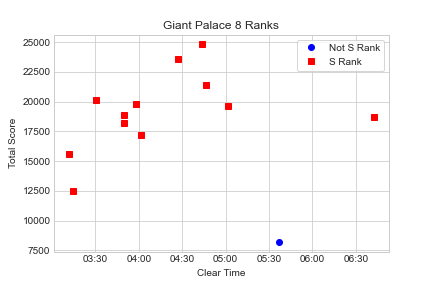 Giant Palace 8 Ranks
Not S Rank
S Rank
Total Score
25000
22500
20000
17500
15000
12500
10000
7500
03:30 04:00 04:30 05:00 05:30 06:00 06:30
Clear Time